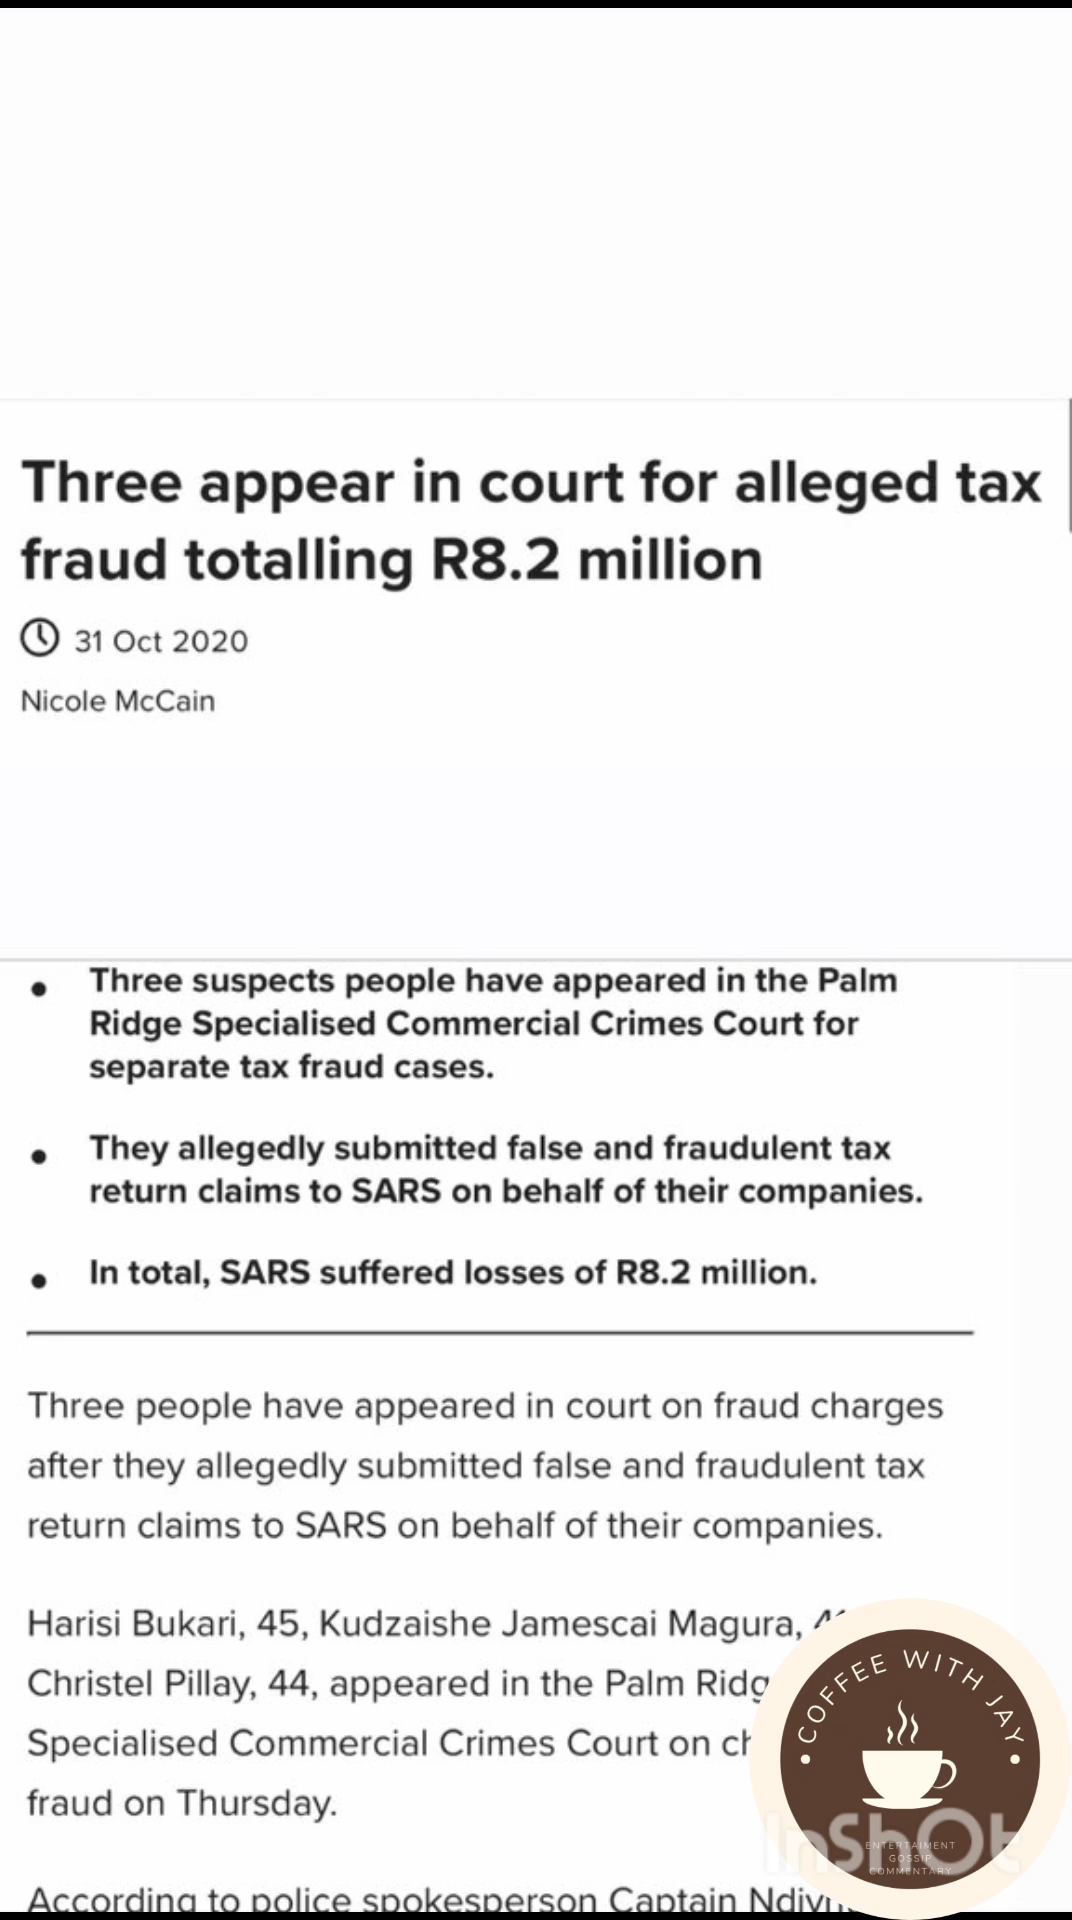 Three appear in court for alleged tax
fraud totalling R8.2 million
31 Oct 2020
Nicole McCain
• Three suspects people have appeared in the Palm
Ridge Specialised Commercial Crimes Court for
separate tax fraud cases.
• They allegedly submitted false and fraudulent tax
return claims to SARS on behalf of their companies.
• In total, SARS suffered losses of R8.2 million.
Three people have appeared in court on fraud charges
after they allegedly submitted false and fraudulent tax
return claims to SARS on behalf of their companies.
Harisi Bukari, 45, Kudzaishe Jamescai Magura,
Christel Pillay, 44, appeared in the Palm
Specialised Commercial Crimes Court on
fraud on Thursday.
According to police spokesperson Captain
• COFFEE WITH JAY •
ENTERTAIMENT
GOSSIP
COMMENTARY
InShOt